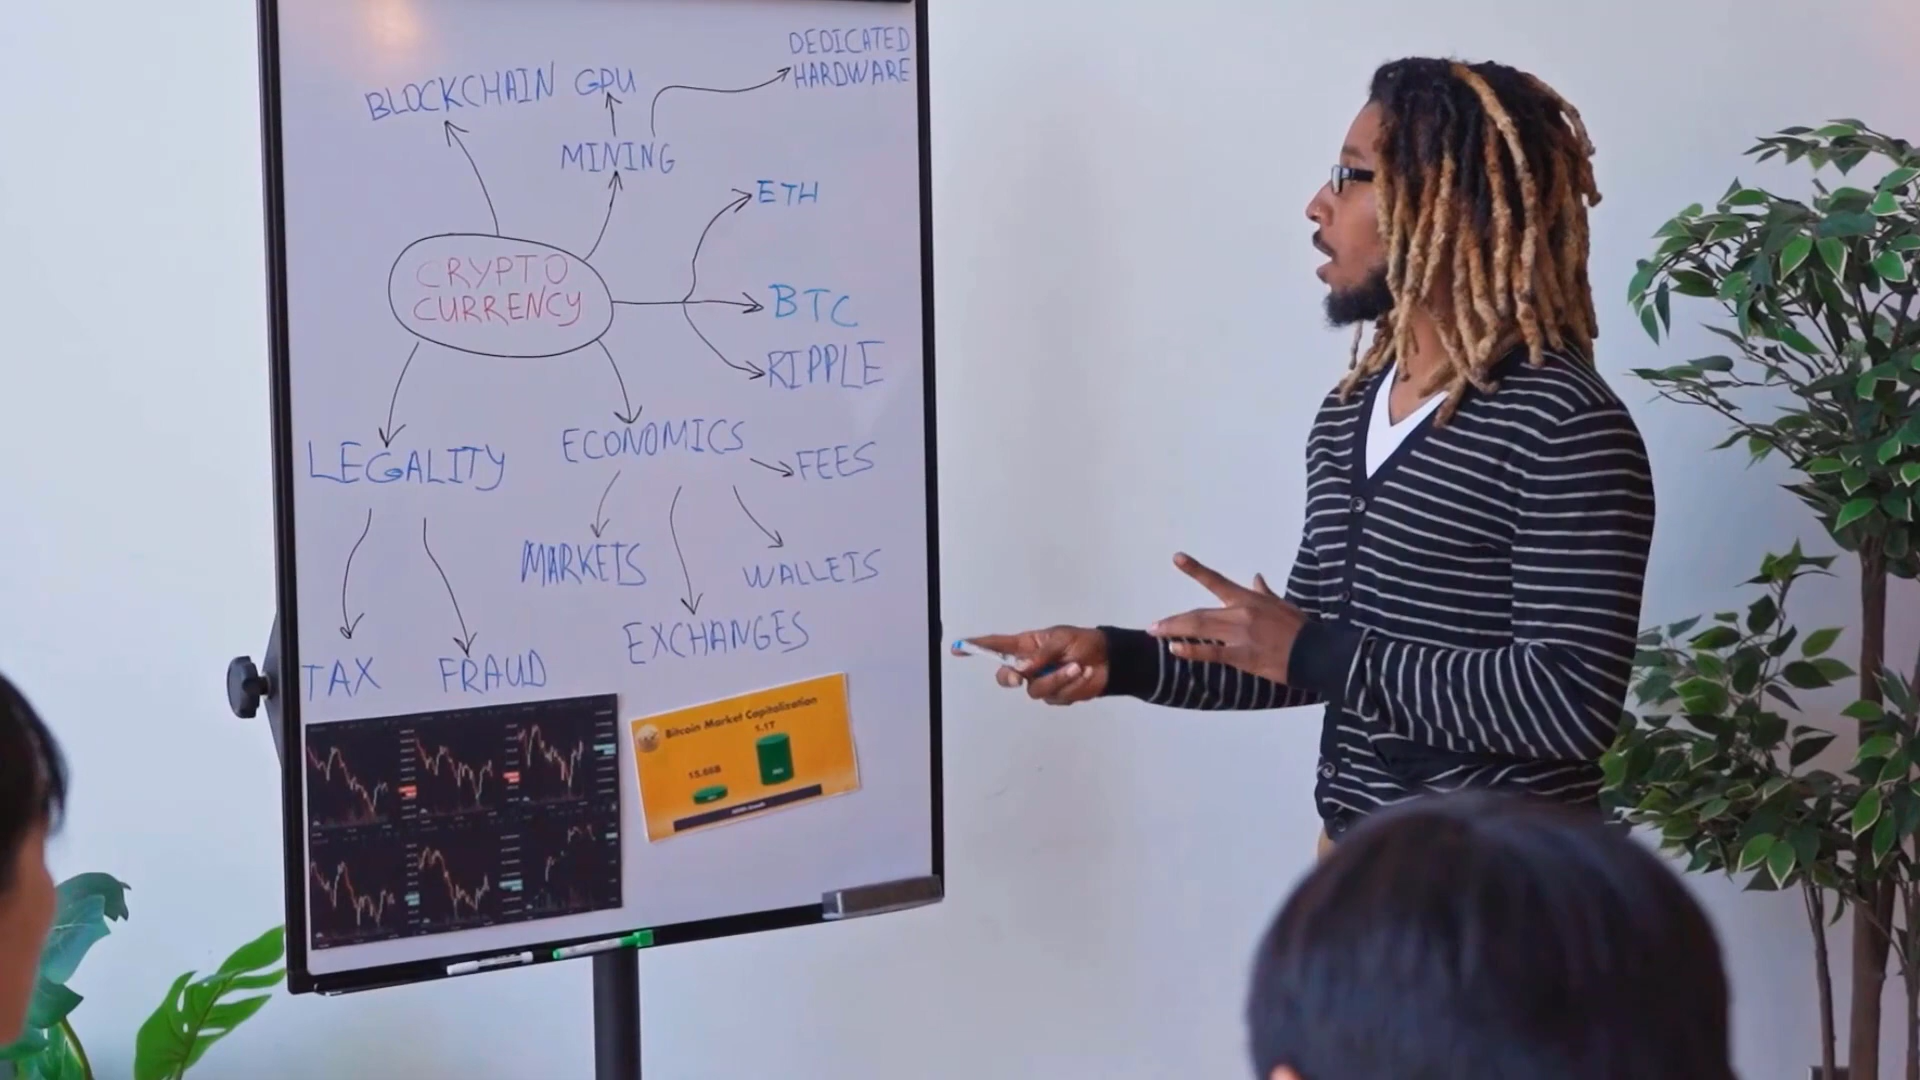 DEDICATED
HARDWARE
BLOCKCHAIN
GPU
MINING
ETH
CRYPTO
CURRENCY
BTC
RIPPLE
LEGALITY
ECONOMICS
FEES
MARKETS
WALLETS
EXCHANGES
TAX
FRAUD
Bitcoin Market Capitalization
1.1T
15.66B